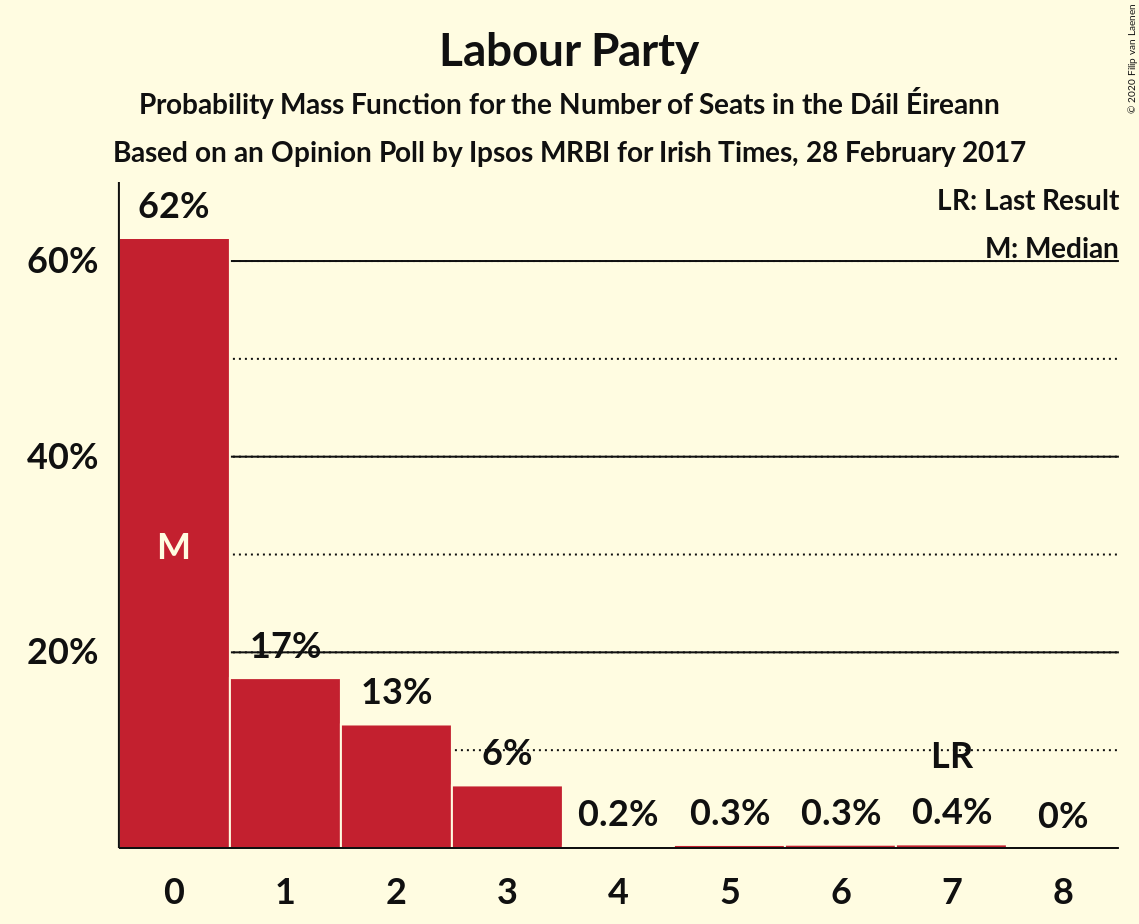 Labour Party
Probability Mass Function for the Number of Seats in the Dáil Éireann
Based on an Opinion Poll by Ipsos MRBI for Irish Times, 28 February 2017
© 2020 Filip van Laenen
LR: Last Result
M: Median
62%
60%
40%
M
20%
17%
13%
6%
LR
0.2%
0.3%
0.3%
0.4%
0%
0 1 2 3 4 5 6 7 8